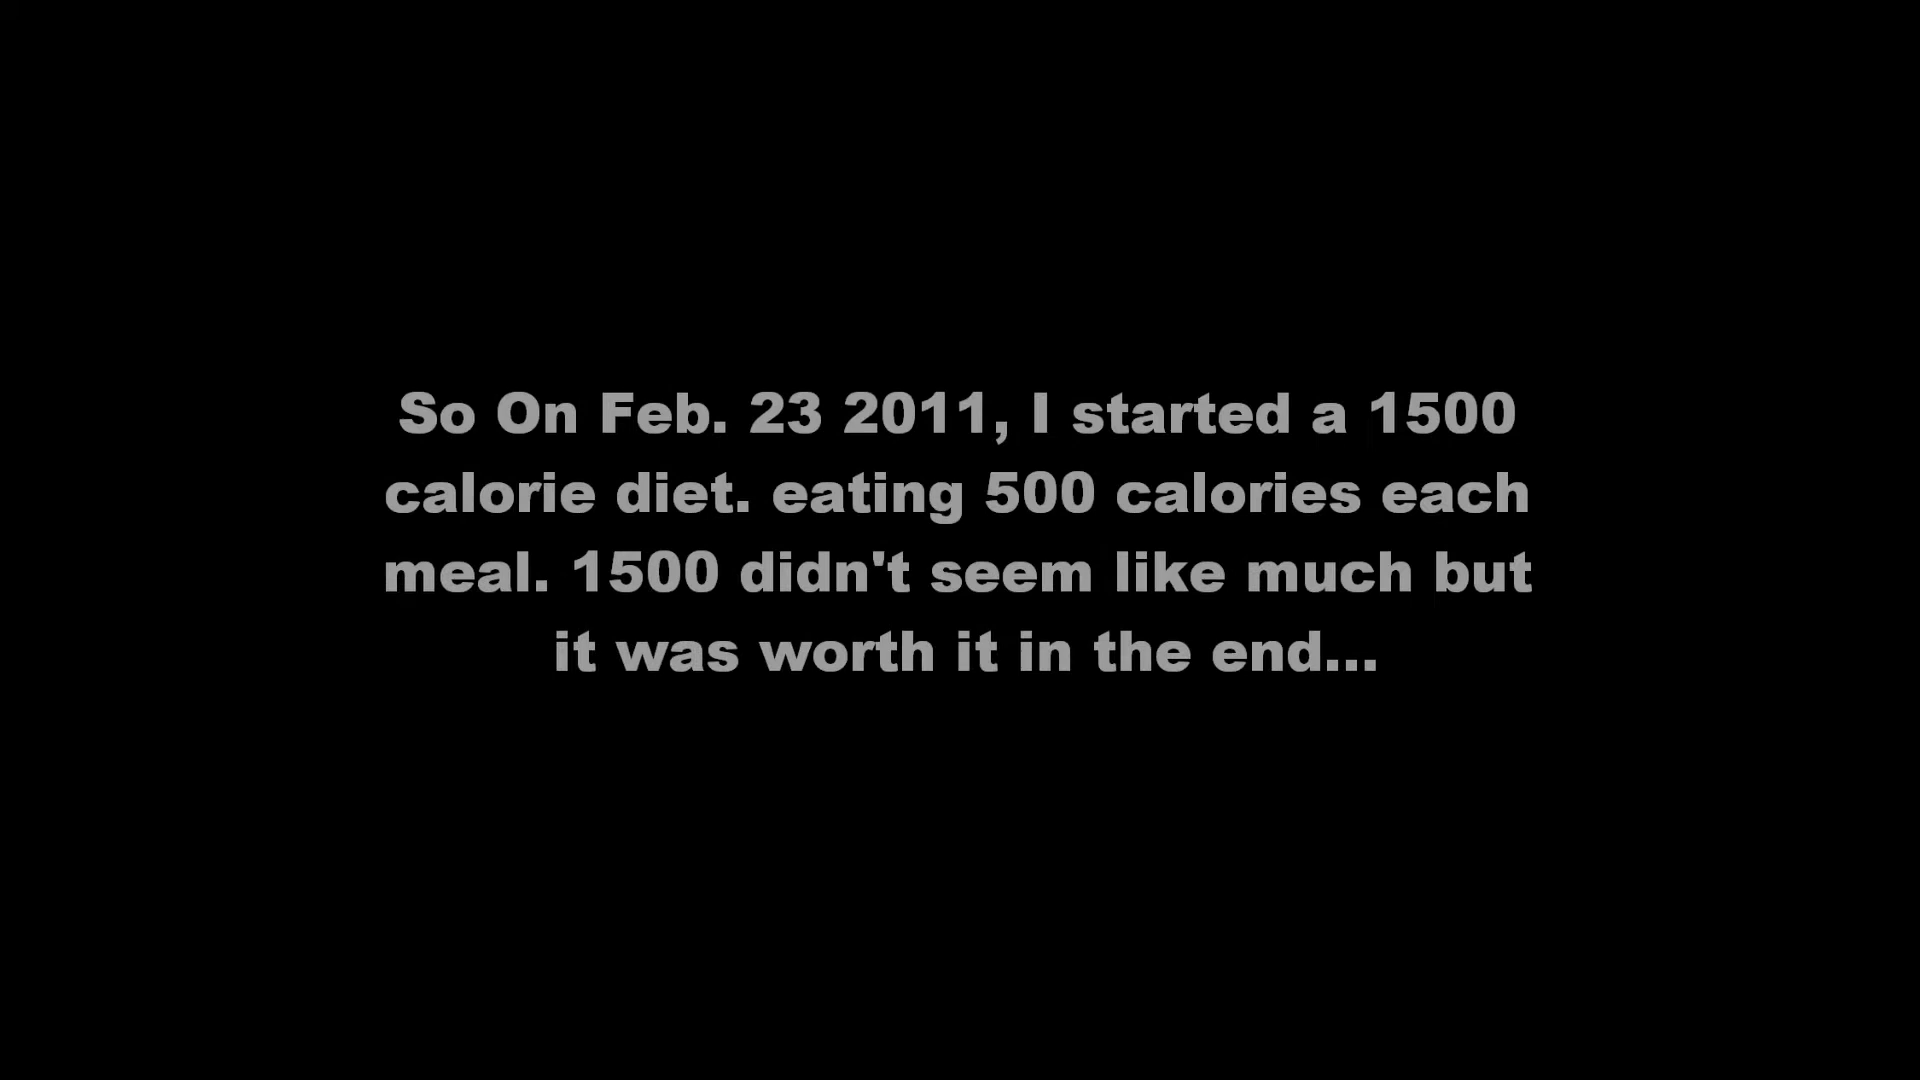 So On Feb. 23 2011, I started a 1500
calorie diet. eating 500 calories each
meal. 1500 didn't seem like much but
it was worth it in the end...